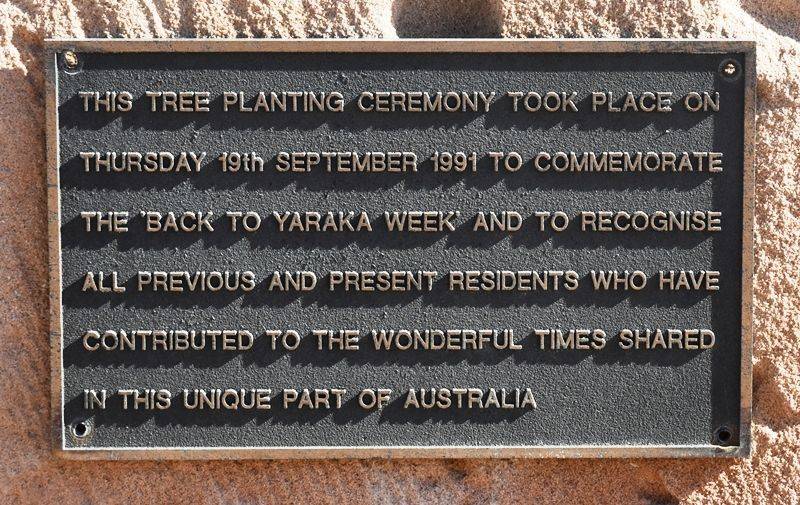 THIS TREE PLANTING CEREMONY TOOK PLACE ON
THURSDAY 19th SEPTEMBER 1991 TO COMMEMORATE
THE 'BACK TO YARAKA WEEK' AND TO RECOGNISE
ALL PREVIOUS AND PRESENT RESIDENTS WHO HAVE
CONTRIBUTED TO THE WONDERFUL TIMES SHARED
IN THIS UNIQUE PART OF AUSTRALIA